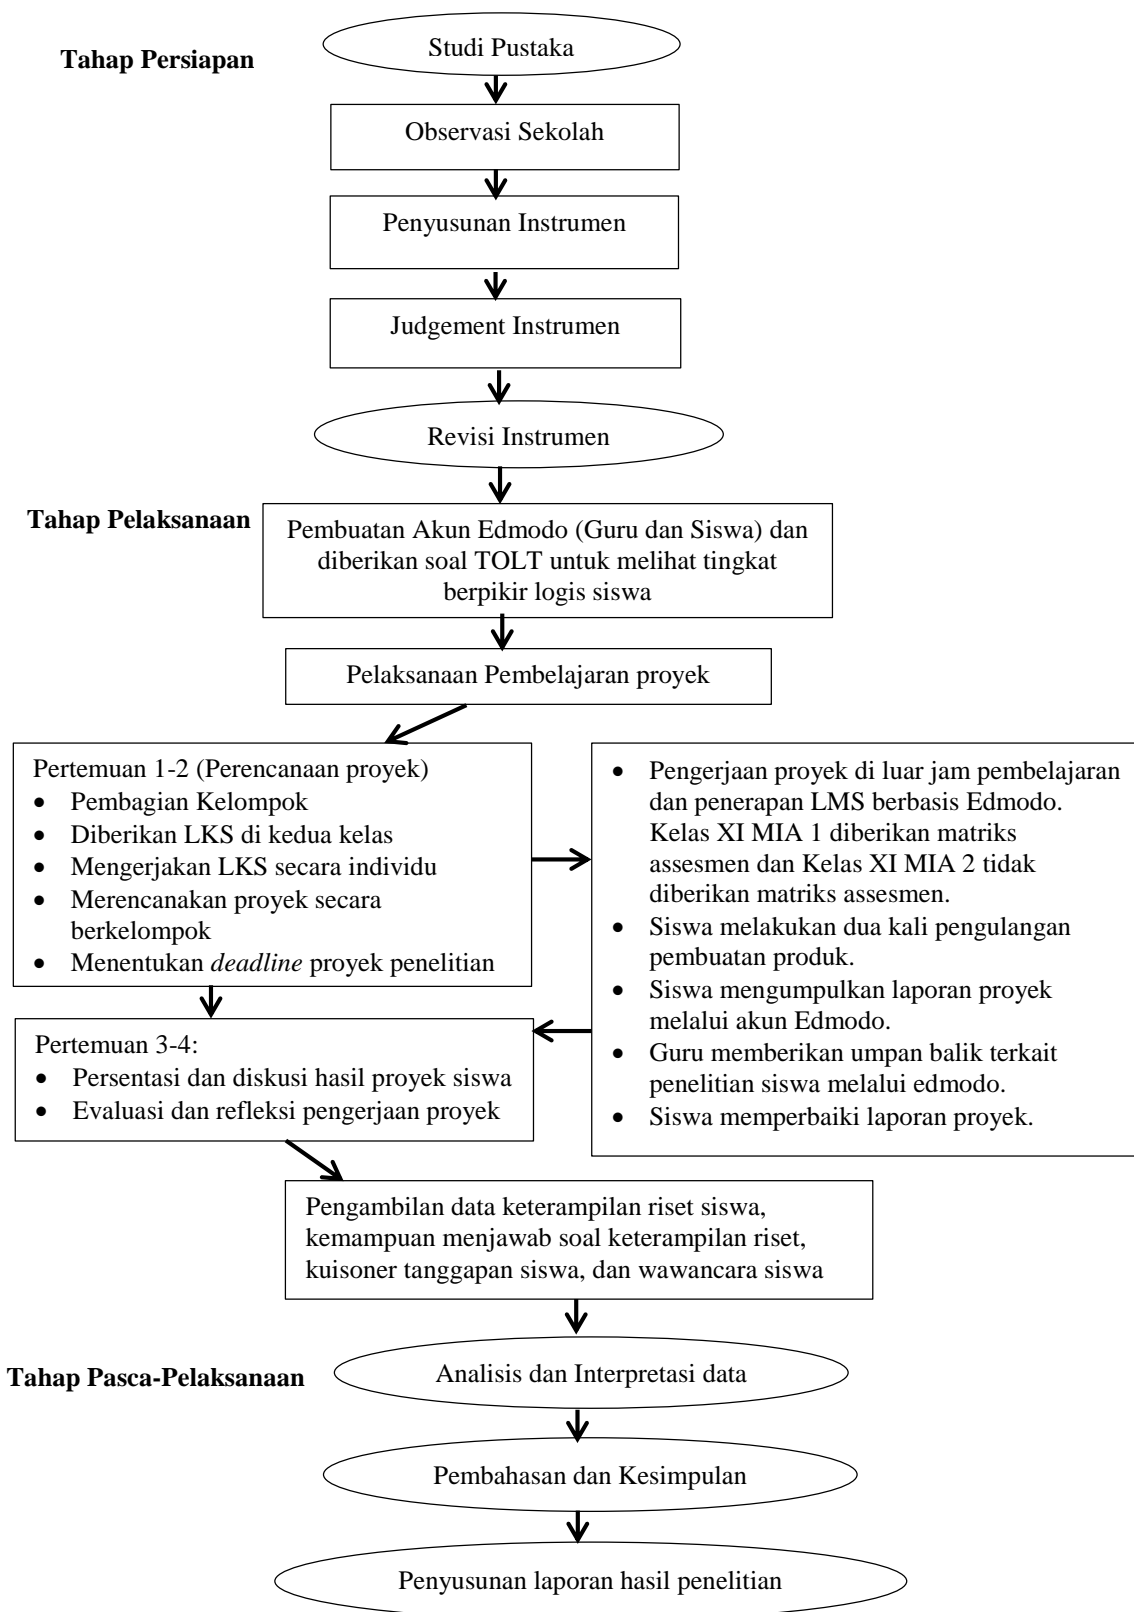 Studi Pustaka
Tahap Persiapan
Observasi Sekolah
Penyusunan Instrumen
Judgement Instrumen
Revisi Instrumen
Tahap Pelaksanaan
Pembuatan Akun Edmodo (Guru dan Siswa) dan
diberikan soal TOLT untuk melihat tingkat
berpikir logis siswa
Pelaksanaan Pembelajaran proyek
Pertemuan 1-2 (Perencanaan proyek)
• Pembagian Kelompok
• Diberikan LKS di kedua kelas
• Mengerjakan LKS secara individu
• Merencanakan proyek secara
berkelompok
• Menentukan deadline proyek penelitian
• Pengerjaan proyek di luar jam pembelajaran
dan penerapan LMS berbasis Edmodo.
Kelas XI MIA 1 diberikan matriks
assesmen dan Kelas XI MIA 2 tidak
diberikan matriks assesmen.
• Siswa melakukan dua kali pengulangan
pembuatan produk.
• Siswa mengumpulkan laporan proyek
melalui akun Edmodo.
• Guru memberikan umpan balik terkait
penelitian siswa melalui edmodo.
• Siswa memperbaiki laporan proyek.
Pertemuan 3-4:
• Persentasi dan diskusi hasil proyek siswa
• Evaluasi dan refleksi pengerjaan proyek
Pengambilan data keterampilan riset siswa,
kemampuan menjawab soal keterampilan riset,
kuisoner tanggapan siswa, dan wawancara siswa
Tahap Pasca-Pelaksanaan
Analisis dan Interpretasi data
Pembahasan dan Kesimpulan
Penyusunan laporan hasil penelitian